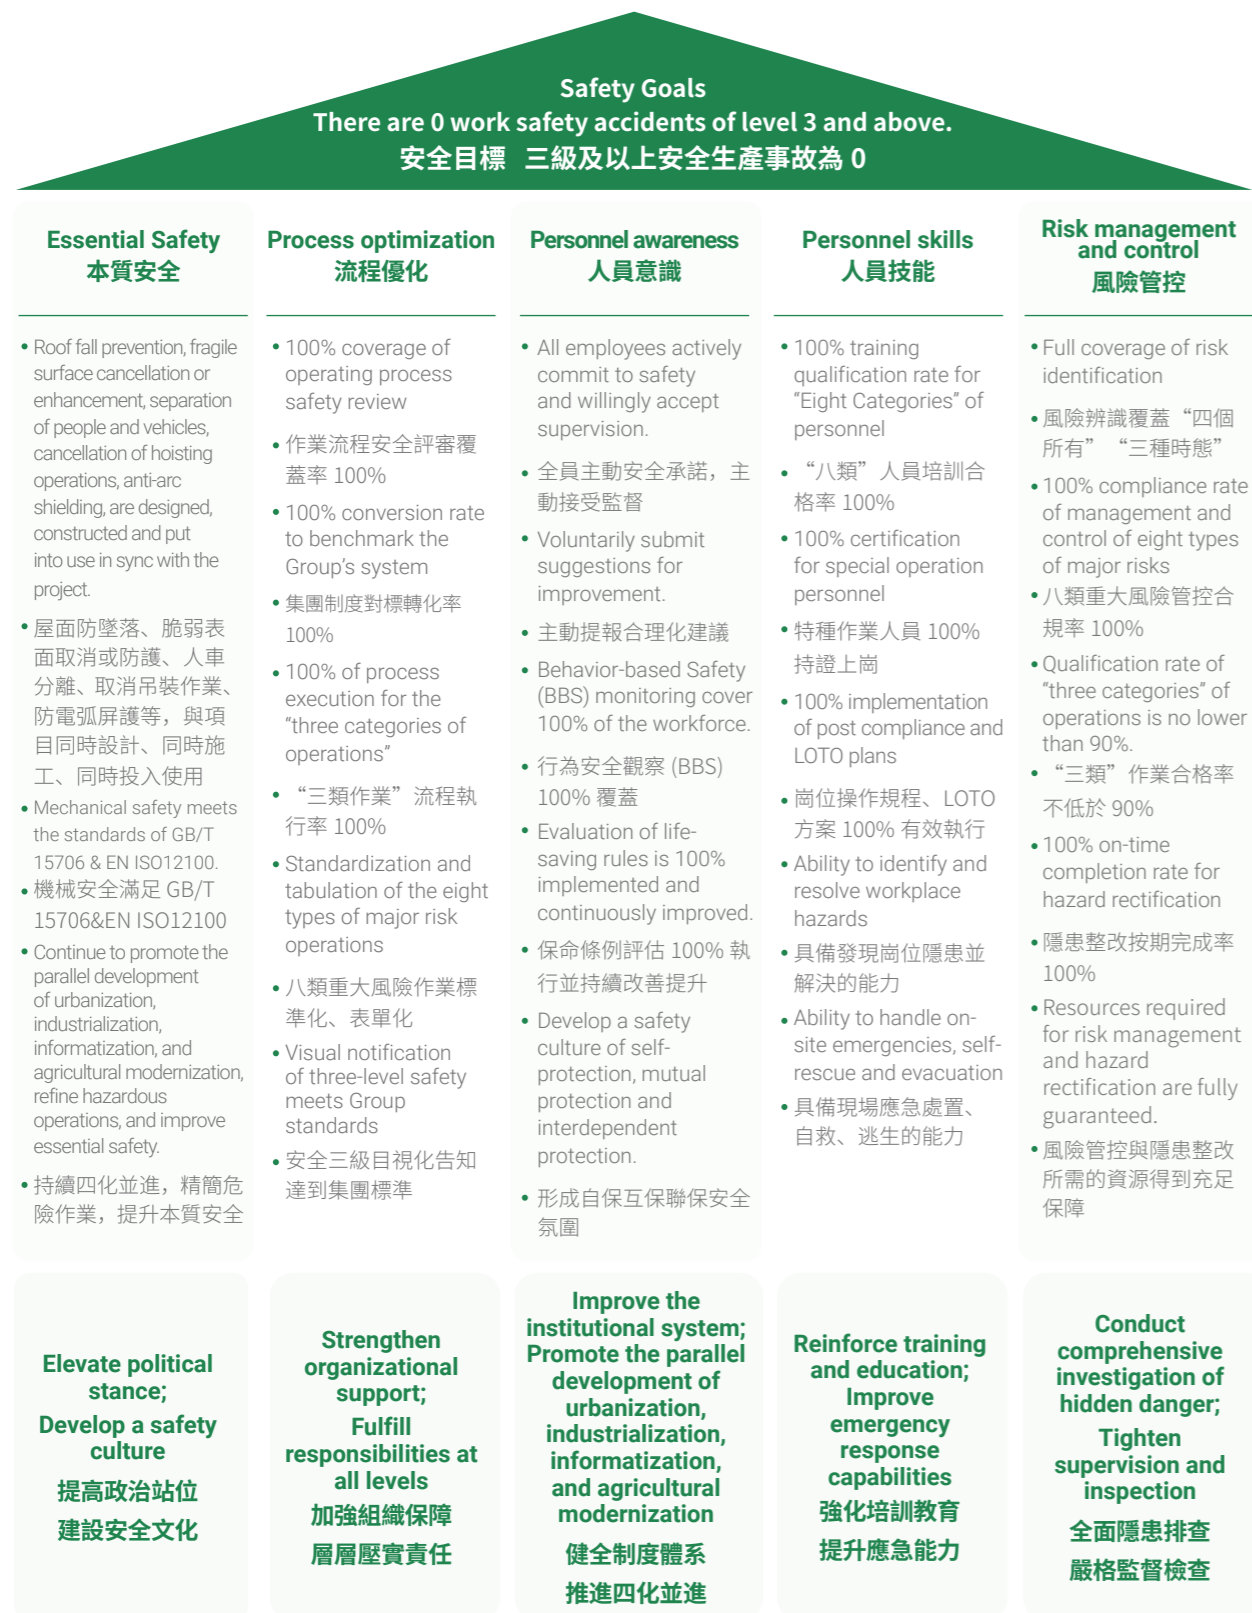 Safety Goals
There are 0 work safety accidents of level 3 and above.
安全目標 三級及以上安全生產事故為 0
Essential Safety
本質安全
• Roof fall prevention, fragile
surface cancellation or
enhancement, separation
of people and vehicles,
cancellation of hoisting
operations, anti-arc
shielding, are designed,
constructed and put
into use in sync with the
project.
• 屋面防墜落、脆弱表
面取消或防護、人車
分離、取消吊裝作業、
防電弧屏護等，與項
目同時設計、同時施
工、同時投入使用
• Mechanical safety meets
the standards of GB/T
15706 & EN ISO12100.
• 機械安全滿足 GB/T
15706&EN ISO12100
• Continue to promote the
parallel development
of urbanization,
industrialization,
informatization, and
agricultural modernization,
refine hazardous
operations, and improve
essential safety.
• 持續四化並進，精簡危
險作業，提升本質安全
Process optimization
流程優化
• 100% coverage of
operating process
safety review
• 作業流程安全評審覆
蓋率 100%
• 100% conversion rate
to benchmark the
Group's system
• 集團制度對標轉化率
100%
• 100% of process
execution for the
“three categories of
operations”
• “三類作業”流程執
行率 100%
• Standardization and
tabulation of the eight
types of major risk
operations
• 八類重大風險作業標
準化、表單化
• Visual notification
of three-level safety
meets Group
standards
• 安全三級目視化告知
達到集團標準
Personnel awareness
人員意識
• All employees actively
commit to safety
and willingly accept
supervision.
• 全員主動安全承諾，主
動接受監督
• Voluntarily submit
suggestions for
improvement.
• 主動提報合理化建議
• Behavior-based Safety
(BBS) monitoring cover
100% of the workforce.
• 行為安全觀察 (BBS)
100% 覆蓋
• Evaluation of life-
saving rules is 100%
implemented and
continuously improved.
• 保命條例評估 100% 執
行並持續改善提升
• Develop a safety
culture of self-
protection, mutual
protection and
interdependent
protection.
• 形成自保互保聯保安全
氛圍
Personnel skills
人員技能
• 100% training
qualification rate for
“Eight Categories” of
personnel
• “八類”人員培訓合
格率 100%
• 100% certification
for special operation
personnel
• 特種作業人員 100%
持證上崗
• 100% implementation
of post compliance and
LOTO plans
• 崗位操作規程、LOTO
方案 100% 有效執行
• Ability to identify and
resolve workplace
hazards
• 具備發現崗位隱患並
解決的能力
• Ability to handle on-
site emergencies, self-
rescue and evacuation
• 具備現場應急處置、
自救、逃生的能力
Risk management
and control
風險管控
• Full coverage of risk
identification
• 風險辨識覆蓋“四個
所有”“三種時態”
• 100% compliance rate
of management and
control of eight types
of major risks
• 八類重大風險管控合
規率 100%
• Qualification rate of
“three categories” of
operations is no lower
than 90%.
• “三類”作業合格率
不低於 90%
• 100% on-time
completion rate for
hazard rectification
• 隱患整改按期完成率
100%
• Resources required
for risk management
and hazard
rectification are fully
guaranteed.
• 風險管控與隱患整改
所需的資源得到充足
保障
Elevate political
stance;
Develop a safety
culture
提高政治站位
建設安全文化
Strengthen
organizational
support;
Fulfill
responsibilities at
all levels
加強組織保障
層層壓實責任
Improve the
institutional system;
Promote the parallel
development of
urbanization,
industrialization,
informatization,
and agricultural
modernization
健全制度體系
推進四化並進
Reinforce training
and education;
Improve
emergency
response
capabilities
強化培訓教育
提升應急能力
Conduct
comprehensive
investigation of
hidden danger;
Tighten
supervision and
inspection
全面隱患排查
嚴格監督檢查